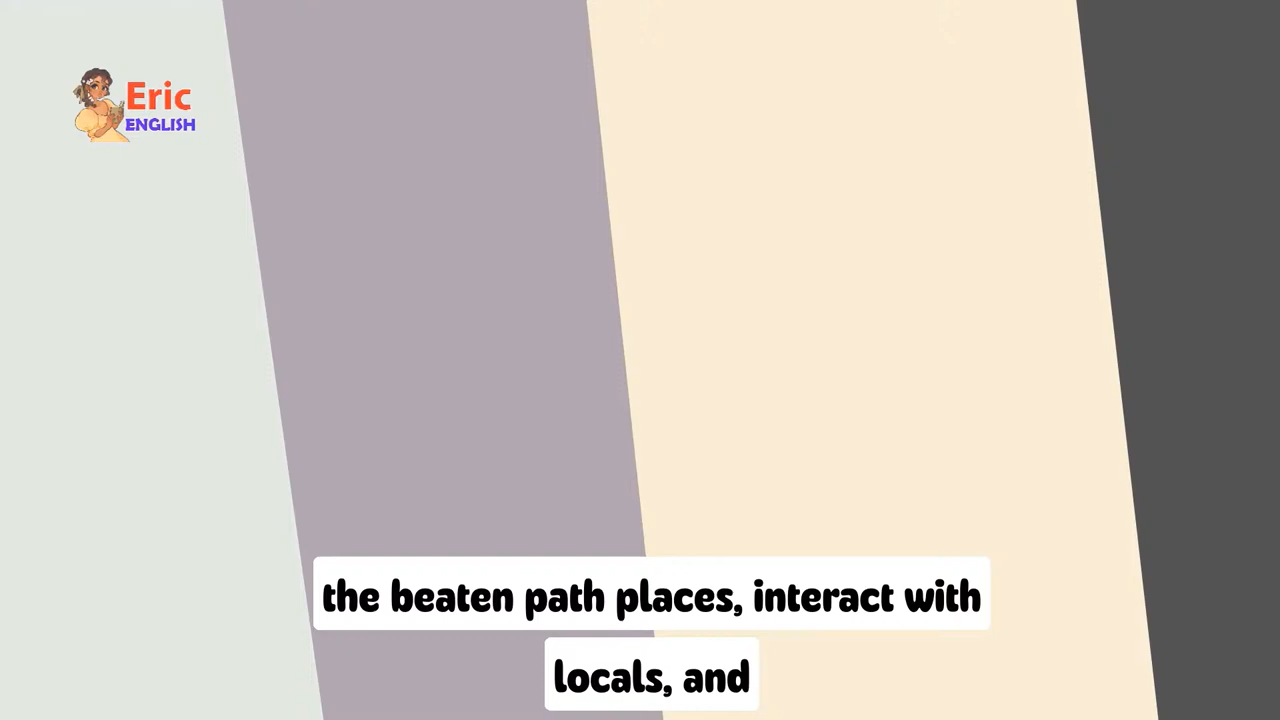 Eric
ENGLISH
the beaten path places, interact with
locals, and